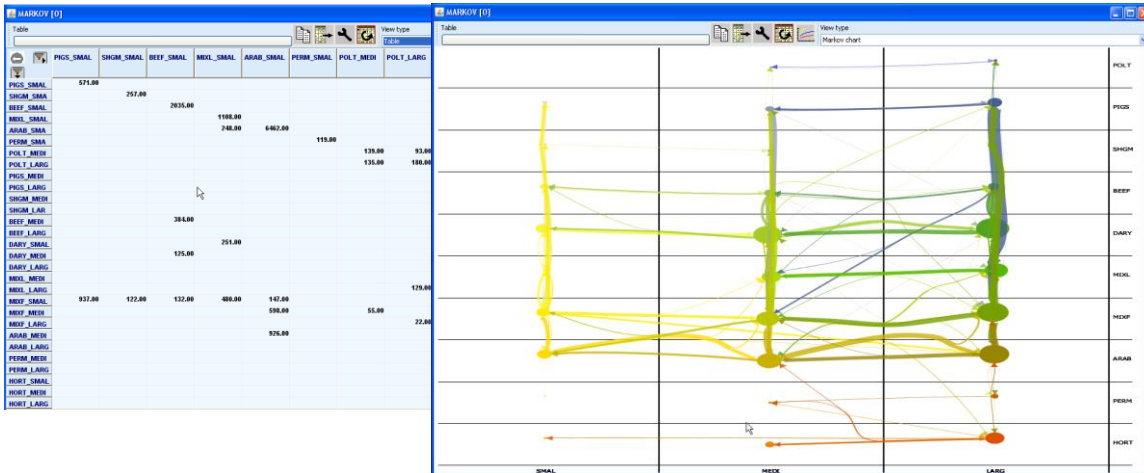 MARKOV [0]
Table
View type
Table
PIGS_SMAL SHGM_SMAL BEEF_SMAL MIXL_SMAL ARAB_SMAL PERM_SMAL POLT_MEDI POLT_LARG
PIGS_SMAL 571.00
SHGM_SMA 257.00
BEEF_SMAL 2035.00
MIXL_SMAL 1188.00
ARAB_SMA 248.00 6462.00
PERM_SMA 119.00
POLT_MEDI 139.00 93.00
POLT_LARG 135.00 180.00
PIGS_MEDI
PIGS_LARG
SHGM_MEDI
SHGM_LAR
BEEF_MEDI 384.00
BEEF_LARG
DARY_SMAL 251.00
DARY_MEDI 125.00
DARY_LARG
MIXL_MEDI
MIXL_LARG 129.00
MIXF_SMAL 937.00 122.00 132.00 480.00 147.00
MIXF_MEDI 598.00 55.00
MIXF_LARG 22.00
ARAB_MEDI 926.00
ARAB_LARG
PERM_MEDI
PERM_LARG
HORT_SMAL
HORT_MEDI
HORT_LARG
MARKOV [0]
Table
View type
Markov chart
POLT
PIGS
SHGM
BEEF
DARY
MIXL
MIXF
ARAB
PERM
HORT
SMAL MEDI LARG